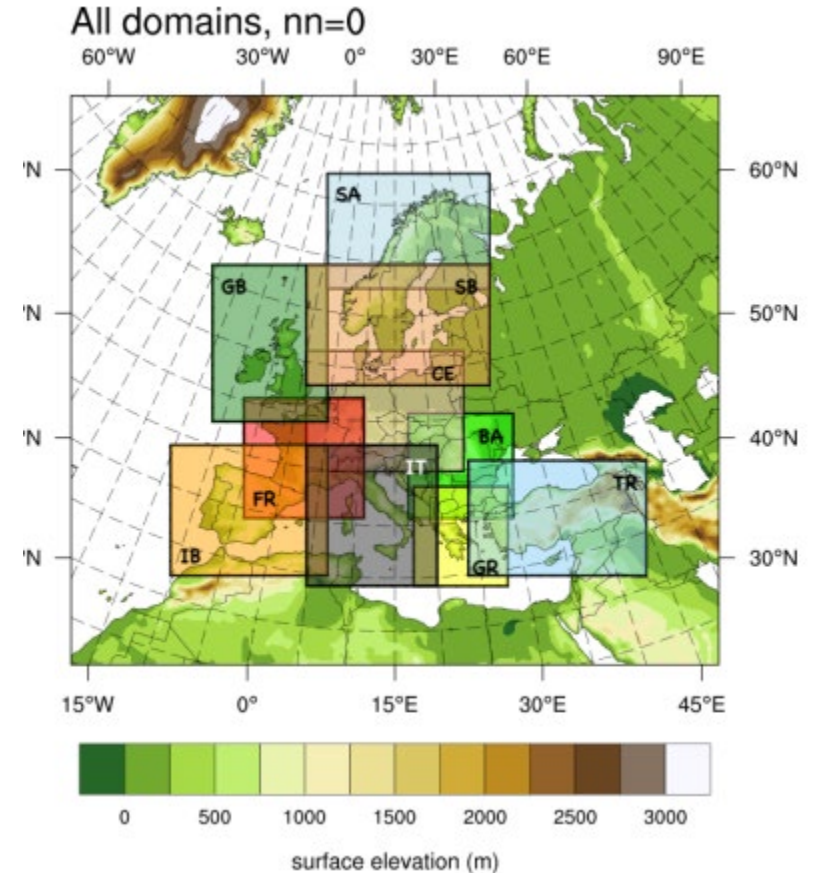 All domains, nn=0
60°W 30°W 0° 30°E 60°E 90°E
'N 60°N
SA
GB SB
'N 50°N
CE
BA
'N 40°N
IT
TR
FR
IB GR
'N 30°N
15°W 0° 15°E 30°E 45°E
0 500 1000 1500 2000 2500 3000
surface elevation (m)